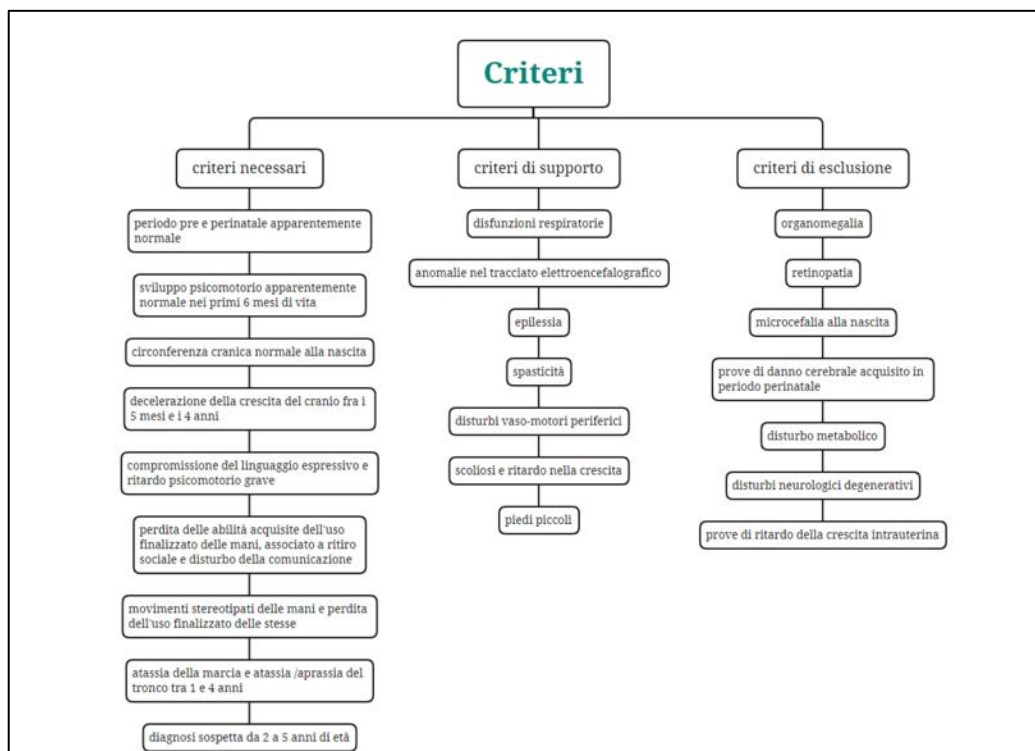 Criteri
criteri necessari
periodo pre e perinatale apparentemente
normale
sviluppo psicomotorio apparentemente
normale nei primi 6 mesi di vita
circonferenza cranica normale alla nascita
decelerazione della crescita del cranio fra i
5 mesi e i 4 anni
compromissione del linguaggio espressivo e
ritardo psicomotorio grave
perdita delle abilità acquisite dell'uso
finalizzato delle mani, associato a ritiro
sociale e disturbo della comunicazione
movimenti stereotipati delle mani e perdita
dell'uso finalizzato delle stesse
atassia della marcia e atassia /aprassia del
tronco tra 1 e 4 anni
diagnosi sospetta da 2 a 5 anni di età
criteri di supporto
disfunzioni respiratorie
anomalie nel tracciato elettroencefalografico
epilessia
spasticità
disturbi vaso-motori periferici
scoliosi e ritardo nella crescita
piedi piccoli
criteri di esclusione
organomegalia
retinopatia
microcefalia alla nascita
prove di danno cerebrale acquisito in
periodo perinatale
disturbo metabolico
disturbi neurologici degenerativi
prove di ritardo della crescita intrauterina